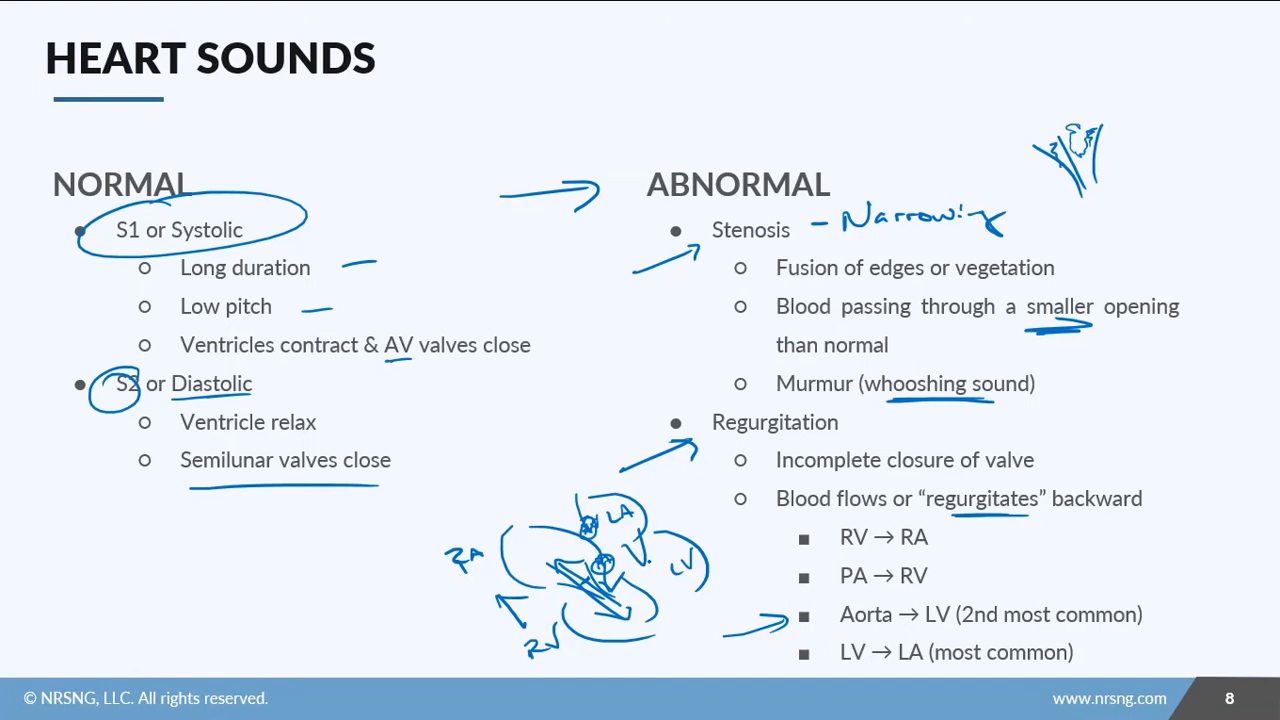 HEART SOUNDS
NORMAL
S1 or Systolic
Long duration
Low pitch
Ventricles contract & AV valves close
S2 or Diastolic
Ventricle relax
Semilunar valves close
ABNORMAL
Stenosis - Narrowing
Fusion of edges or vegetation
Blood passing through a smaller opening
than normal
Murmur (whooshing sound)
Regurgitation
Incomplete closure of valve
Blood flows or “regurgitates” backward
RV → RA
PA → RV
Aorta → LV (2nd most common)
LV → LA (most common)
LA
RA
LV
RV
© NRSNG, LLC. All rights reserved.
www.nrsng.com
8